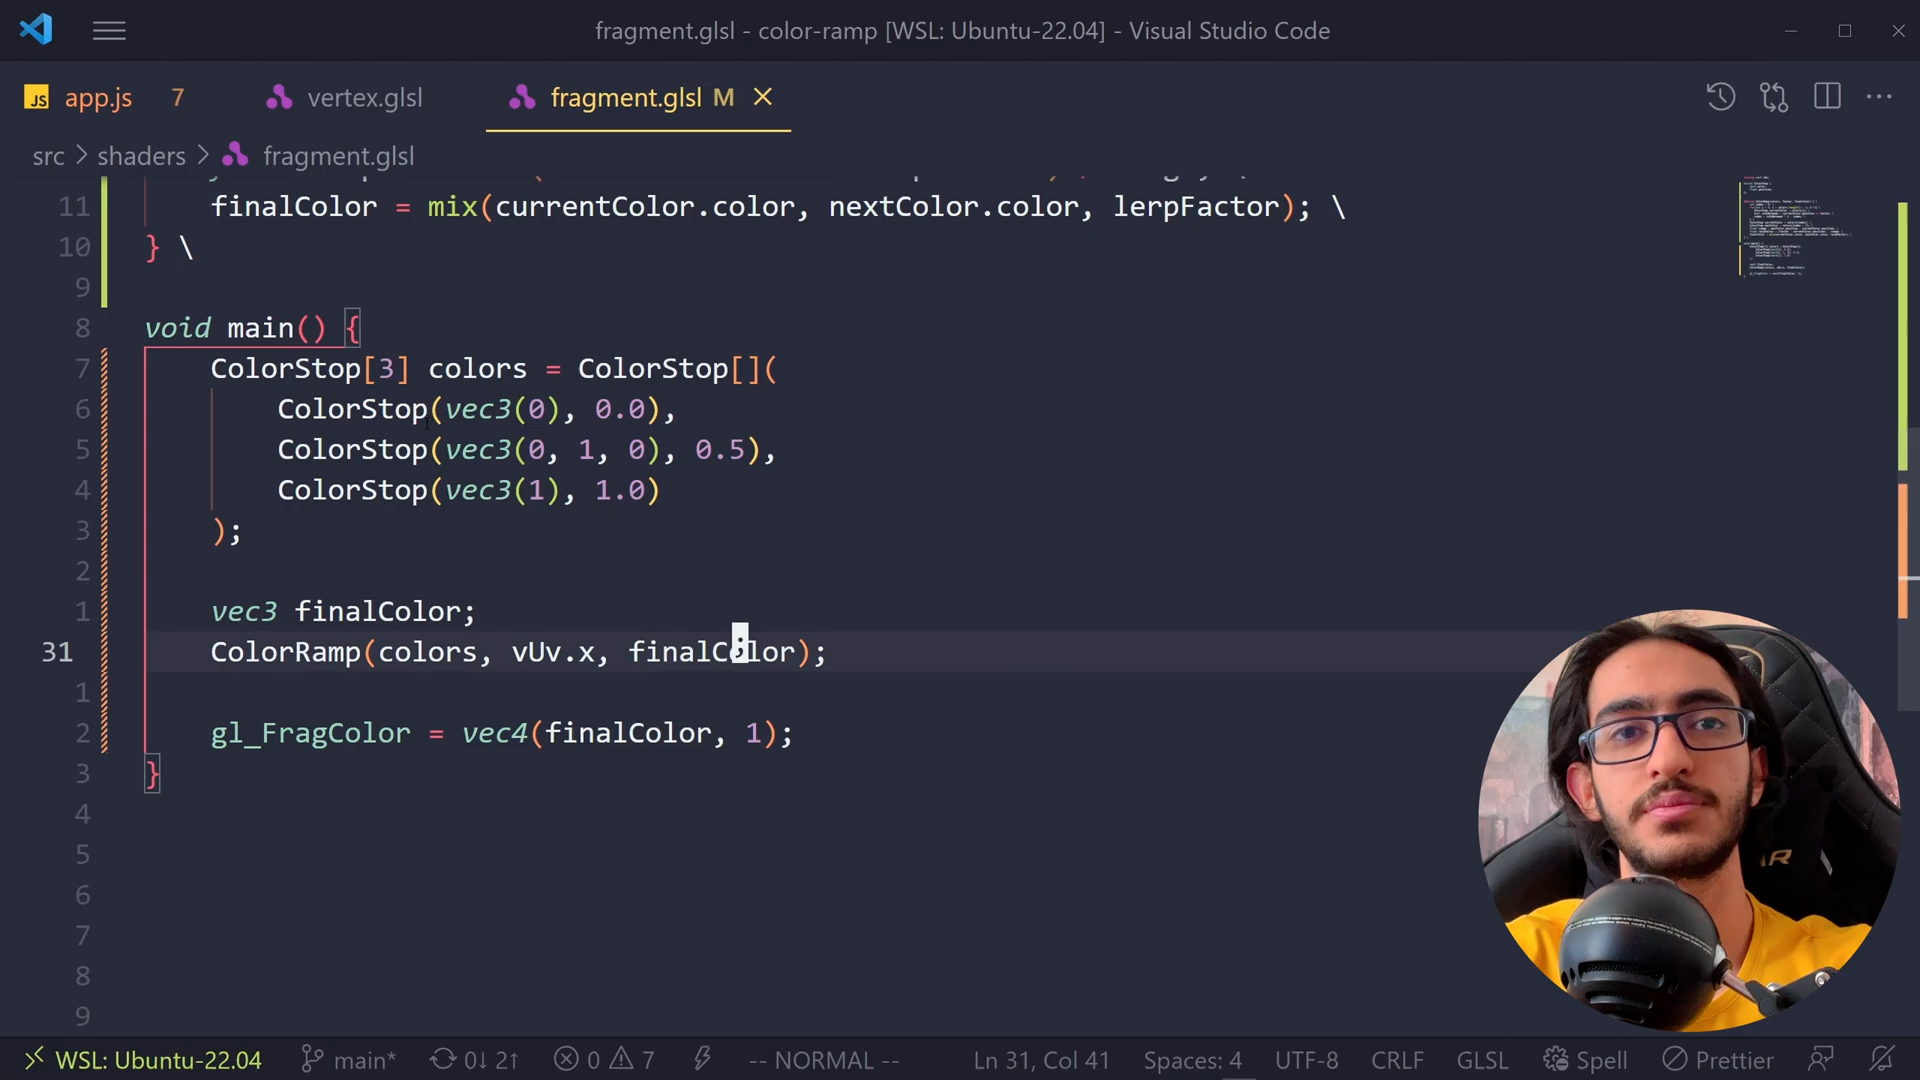 fragment.glsl - color-ramp [WSL: Ubuntu-22.04] - Visual Studio Code
JS app.js 7 vertex.glsl fragment.glsl M
src > shaders > fragment.glsl
11 finalColor = mix(currentColor.color, nextColor.color, lerpFactor); \
10 } \
9
8 void main() {
7 ColorStop[3] colors = ColorStop[](
6 ColorStop(vec3(0), 0.0),
5 ColorStop(vec3(0, 1, 0), 0.5),
4 ColorStop(vec3(1), 1.0)
3 );
2
1 vec3 finalColor;
31 ColorRamp(colors, vUv.x, finalColor);
1
2 gl_FragColor = vec4(finalColor, 1);
3 }
4
5
6
7
8
9
WSL: Ubuntu-22.04 main* 0↓ 2↑ 0 7 -- NORMAL -- Ln 31, Col 41 Spaces: 4 UTF-8 CRLF GLSL Spell Prettier